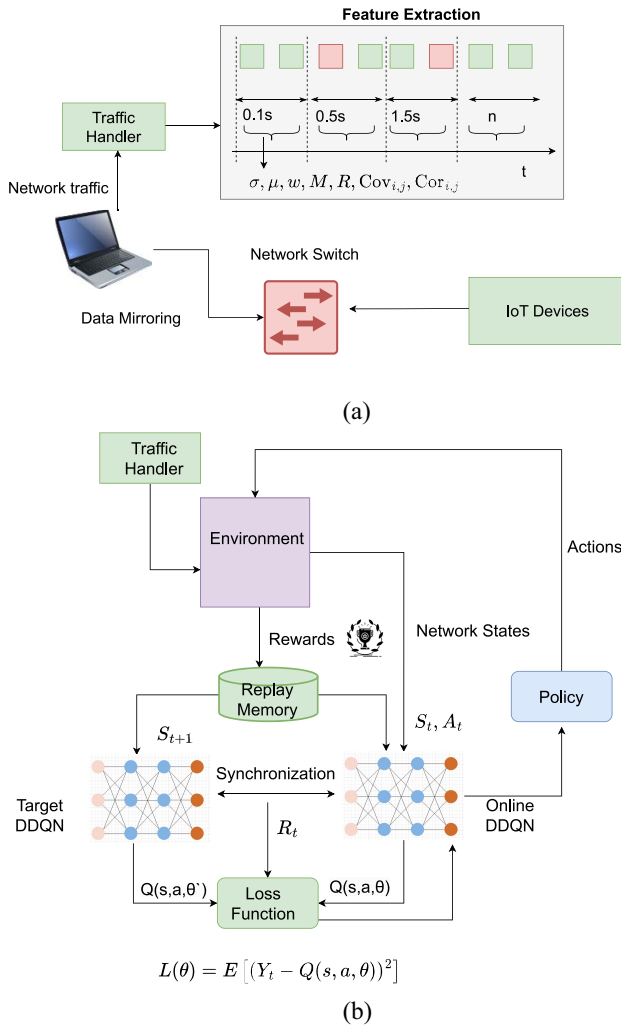 Feature Extraction
0.1s 0.5s 1.5s n
t
σ, μ, w, M, R, Cov_{i,j}, Cor_{i,j}
Traffic
Handler
Network traffic
Data Mirroring
Network Switch
IoT Devices
(a)
Traffic
Handler
Environment
Actions
Rewards
Network States
Replay
Memory
Policy
S_{t+1}
S_t, A_t
Synchronization
Target
DDQN
Online
DDQN
R_t
Q(s,a,θ`)
Q(s,a,θ)
Loss
Function
L(θ) = E [(Y_t − Q(s, a, θ))^2]
(b)